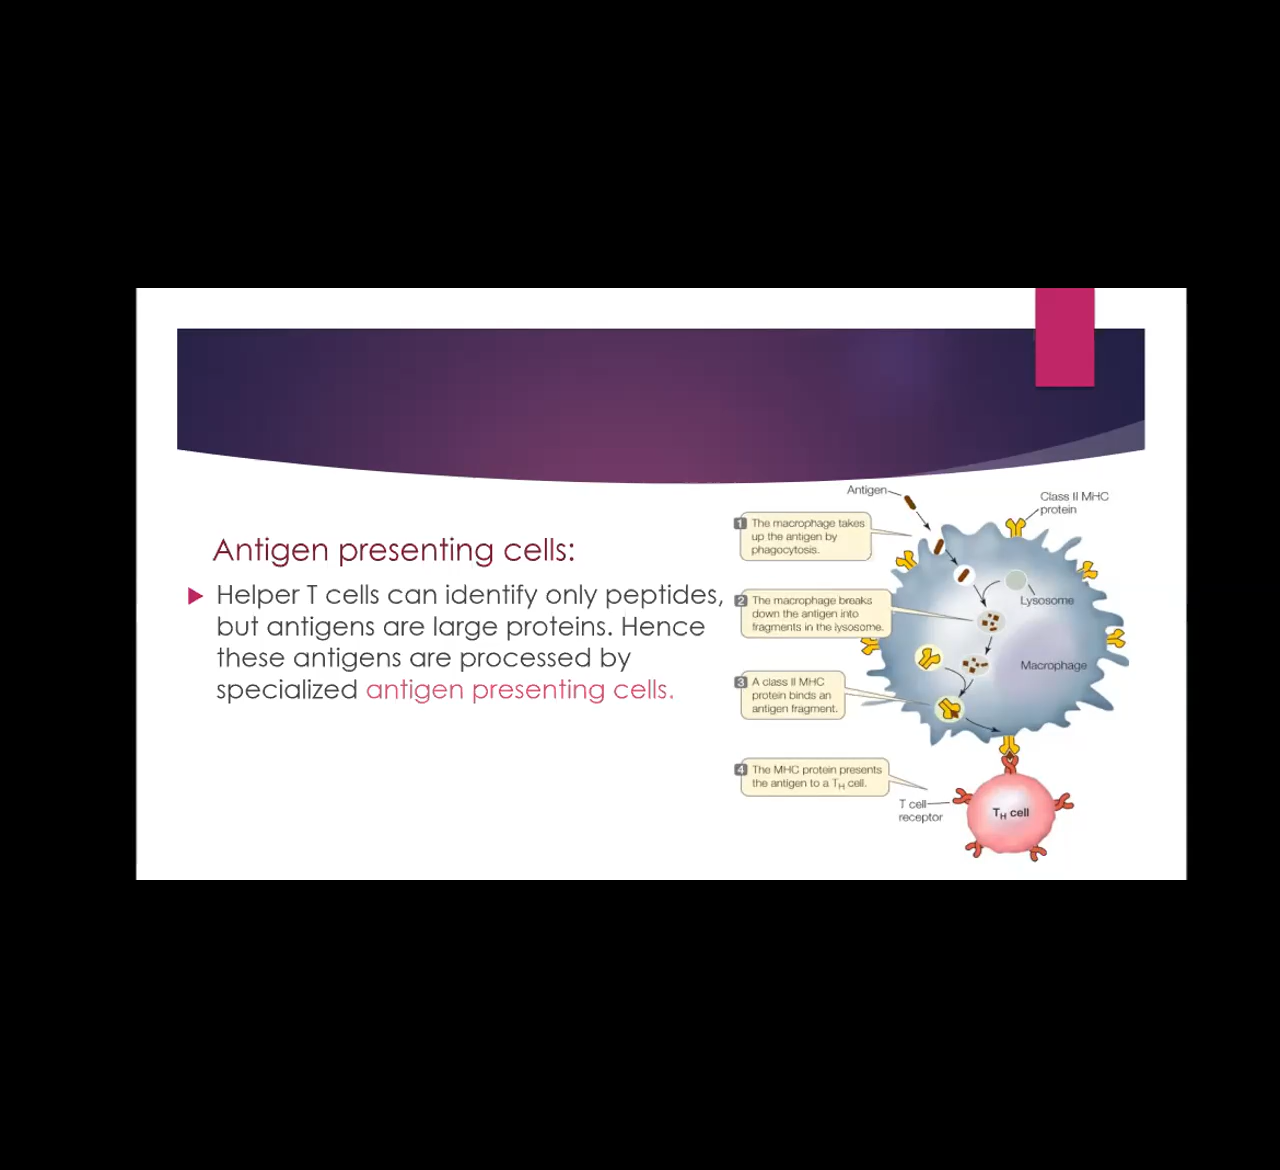 Antigen presenting cells:
Helper T cells can identify only peptides,
but antigens are large proteins. Hence
these antigens are processed by
specialized antigen presenting cells.
Antigen
Class II MHC
protein
1 The macrophage takes
up the antigen by
phagocytosis.
Lysosome
2 The macrophage breaks
down the antigen into
fragments in the lysosome.
Macrophage
3 A class II MHC
protein binds an
antigen fragment.
4 The MHC protein presents
the antigen to a TH cell.
T cell
receptor
TH cell